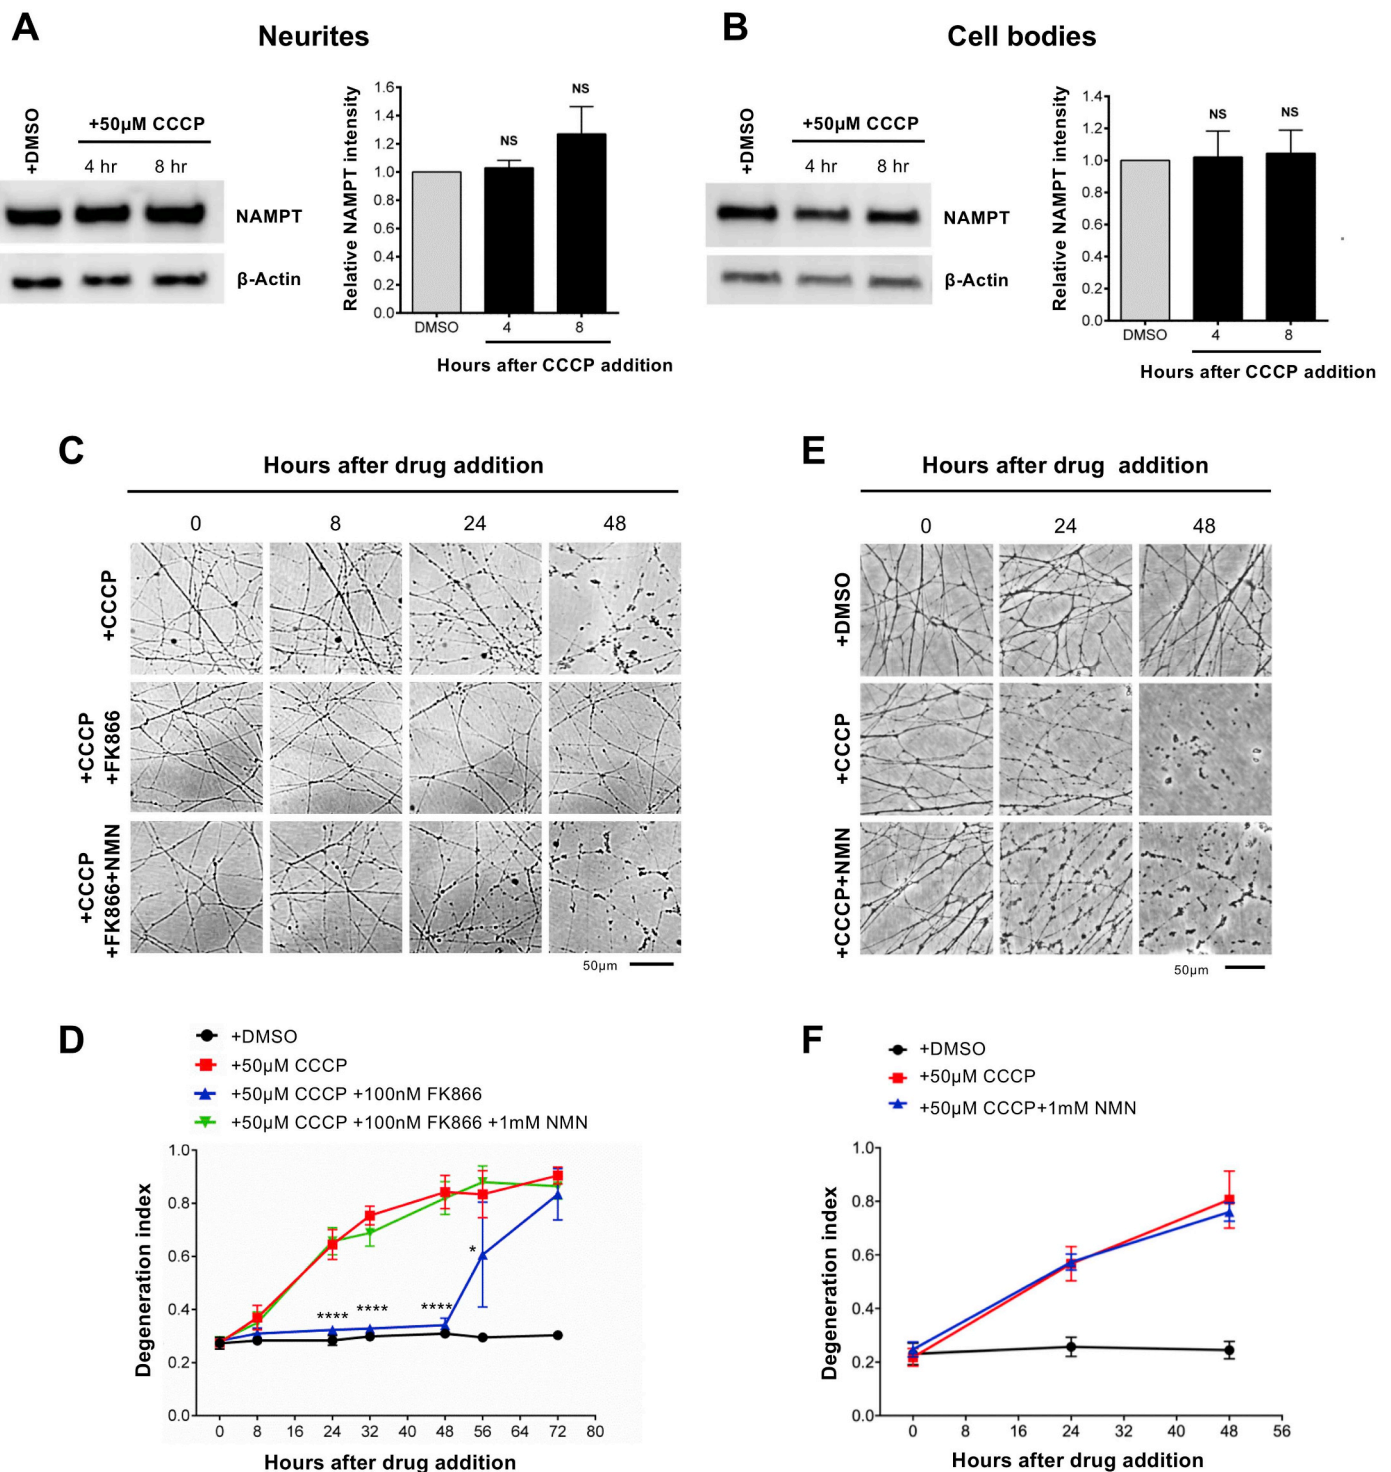 A
Neurites
+DMSO
+50µM CCCP
4 hr
8 hr
NAMPT
β-Actin
Relative NAMPT intensity
1.6
1.4
1.2
1.0
0.8
0.6
0.4
0.2
0.0
NS
NS
DMSO
4
8
Hours after CCCP addition
B
Cell bodies
+DMSO
+50µM CCCP
4 hr
8 hr
NAMPT
β-Actin
Relative NAMPT intensity
1.4
1.2
1.0
0.8
0.6
0.4
0.2
0.0
NS
NS
DMSO
4
8
Hours after CCCP addition
C
Hours after drug addition
0
8
24
48
+CCCP
+CCCP
+FK866
+CCCP
+FK866+NMN
50µm
E
Hours after drug addition
0
24
48
+DMSO
+CCCP
+CCCP+NMN
50µm
D
+DMSO
+50µM CCCP
+50µM CCCP +100nM FK866
+50µM CCCP +100nM FK866 +1mM NMN
Degeneration index
1.0
0.8
0.6
0.4
0.2
0.0
****
****
****
*
0
8
16
24
32
40
48
56
64
72
80
Hours after drug addition
F
+DMSO
+50µM CCCP
+50µM CCCP+1mM NMN
Degeneration index
1.0
0.8
0.6
0.4
0.2
0.0
0
8
16
24
32
40
48
56
Hours after drug addition